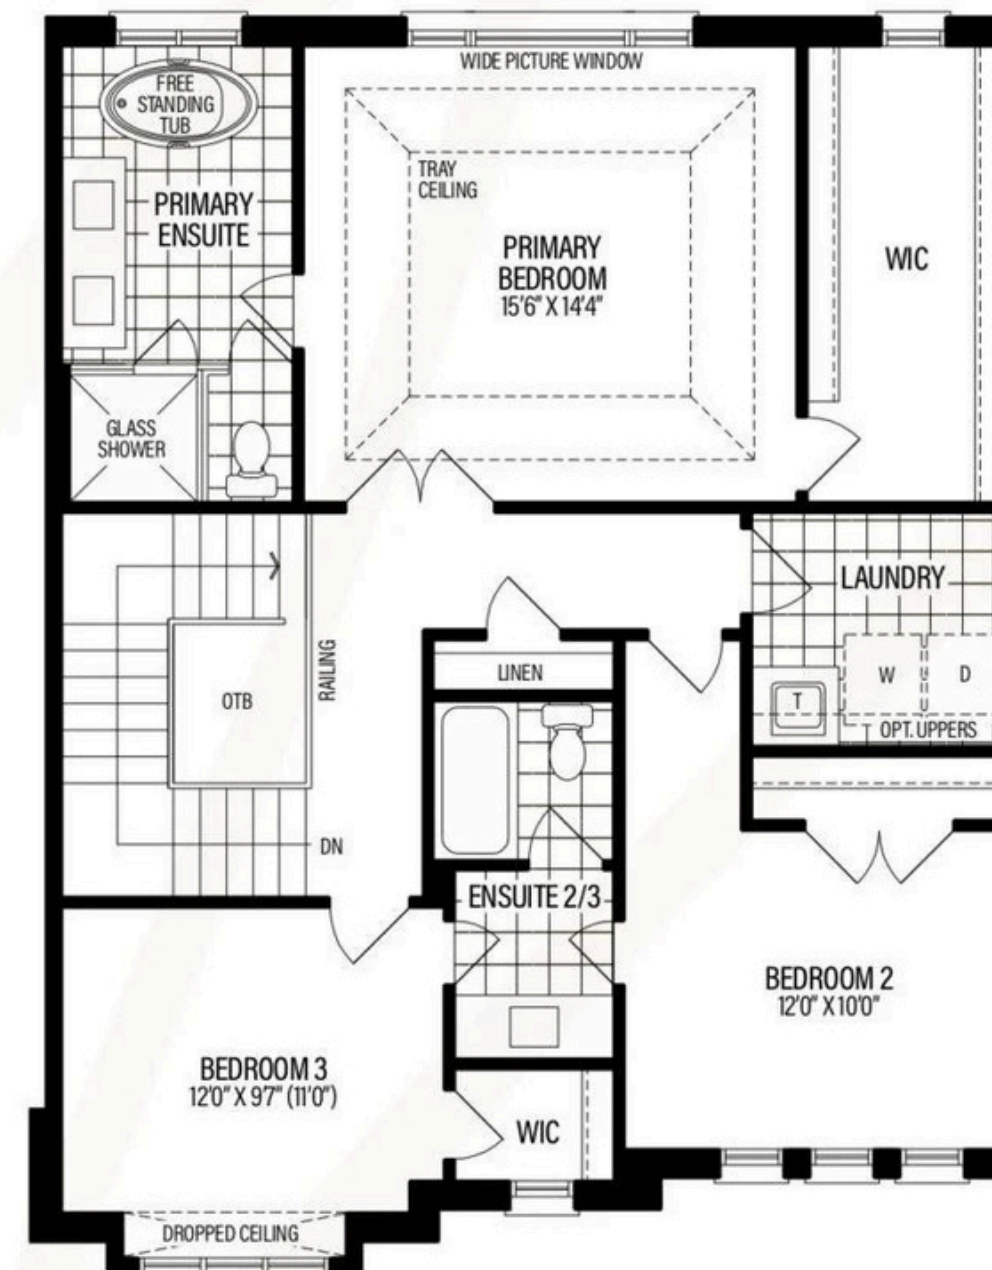 WIDE PICTURE WINDOW
FREE
STANDING
TUB
TRAY
CEILING
PRIMARY
ENSUITE
PRIMARY
BEDROOM
15'6" X 14'4"
WIC
GLASS
SHOWER
LAUNDRY
RAILING
LINEN
W
D
OTB
T
OPT. UPPERS
DN
ENSUITE 2/3
BEDROOM 2
12'0" X 10'0"
BEDROOM 3
12'0" X 9'7" (11'0")
WIC
DROPPED CEILING